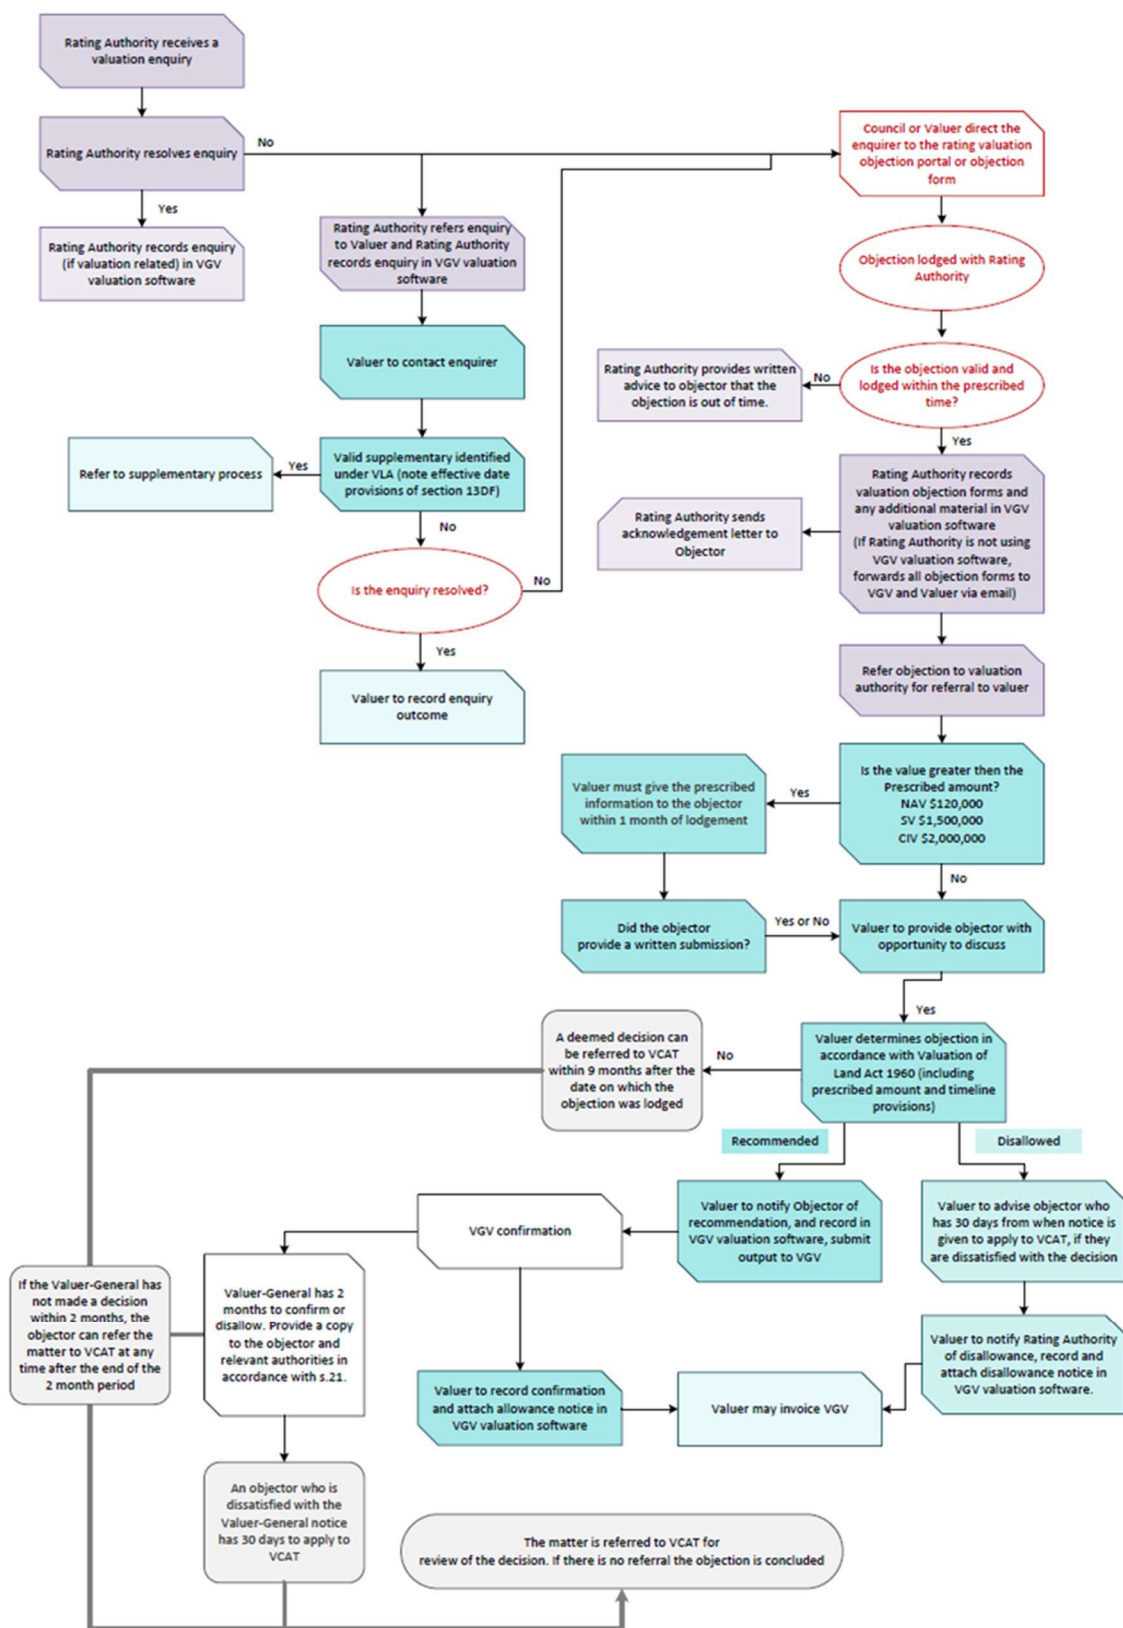 Rating Authority receives a
valuation enquiry
Rating Authority resolves enquiry
No
Yes
Rating Authority records enquiry
(if valuation related) in VGV
valuation software
Rating Authority refers enquiry
to Valuer and Rating Authority
records enquiry in VGV valuation
software
Valuer to contact enquirer
Valid supplementary identified
under VLA (note effective date
provisions of section 13DF)
Yes
Refer to supplementary process
No
Is the enquiry resolved?
No
Yes
Valuer to record enquiry
outcome
Council or Valuer direct the
enquirer to the rating valuation
objection portal or objection
form
Objection lodged with Rating
Authority
Is the objection valid and
lodged within the prescribed
time?
No
Rating Authority provides written
advice to objector that the
objection is out of time.
Yes
Rating Authority records
valuation objection forms and
any additional material in VGV
valuation software
(If Rating Authority is not using
VGV valuation software,
forwards all objection forms to
VGV and Valuer via email)
Rating Authority sends
acknowledgement letter to
Objector
Refer objection to valuation
authority for referral to valuer
Is the value greater then the
Prescribed amount?
NAV $120,000
SV $1,500,000
CIV $2,000,000
Yes
Valuer must give the prescribed
information to the objector
within 1 month of lodgement
No
Did the objector
provide a written submission?
Yes or No
Valuer to provide objector with
opportunity to discuss
Yes
Valuer determines objection in
accordance with Valuation of
Land Act 1960 (including
prescribed amount and timeline
provisions)
No
A deemed decision can
be referred to VCAT
within 9 months after the
date on which the
objection was lodged
Recommended
Disallowed
Valuer to notify Objector of
recommendation, and record in
VGV valuation software, submit
output to VGV
Valuer to advise objector who
has 30 days from when notice is
given to apply to VCAT, if they
are dissatisfied with the decision
VGV confirmation
If the Valuer-General has
not made a decision
within 2 months, the
objector can refer the
matter to VCAT at any
time after the end of the
2 month period
Valuer-General has 2
months to confirm or
disallow. Provide a copy
to the objector and
relevant authorities in
accordance with s.21.
Valuer to record confirmation
and attach allowance notice in
VGV valuation software
Valuer may invoice VGV
Valuer to notify Rating Authority
of disallowance, record and
attach disallowance notice in
VGV valuation software.
An objector who is
dissatisfied with the
Valuer-General notice
has 30 days to apply to
VCAT
The matter is referred to VCAT for
review of the decision. If there is no referral the objection is concluded